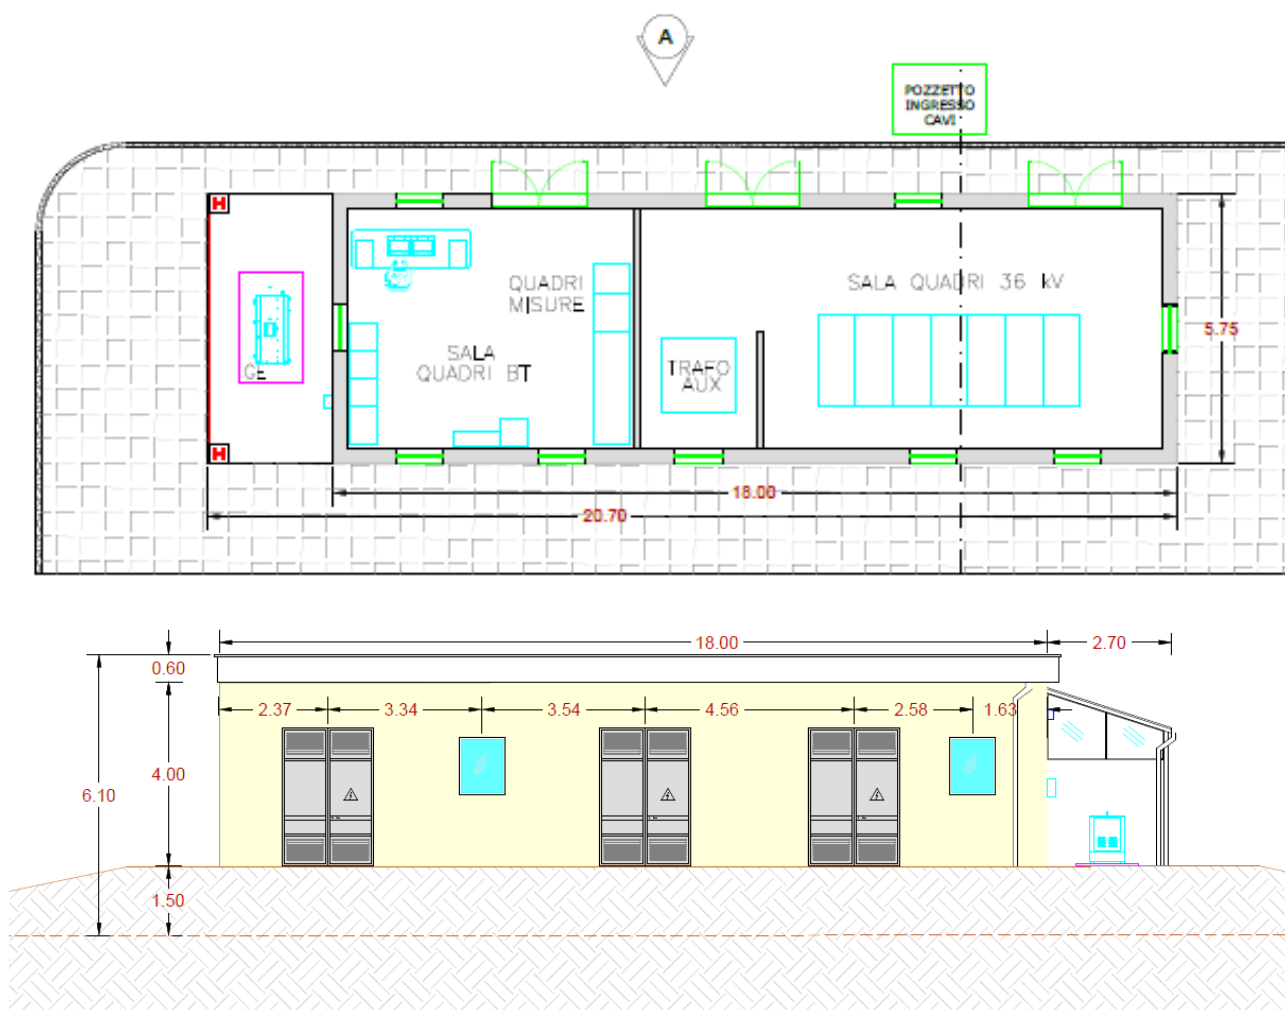 A
POZZETTO
INGRESSO
CAVI
H
QUADRI
MISURE
SALA QUADRI 36 kV
5.75
SALA
QUADRI BT
TRAFO
AUX
GE
H
18.00
20.70
18.00
2.70
0.60
2.37
3.34
3.54
4.56
2.58
1.63
4.00
6.10
1.50